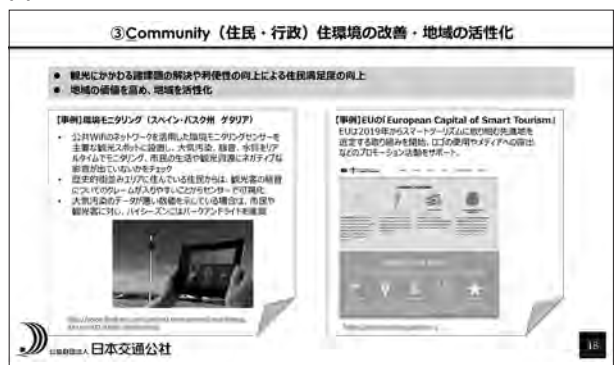 ③Community（住民・行政）住環境の改善・地域の活性化
● 観光にかかわる諸課題の解決や利便性の向上による住民満足度の向上
● 地域の価値を高め、地域を活性化
【事例】環境モニタリング（スペイン・バスク州 ゲタリア）
・ 公共Wifiのネットワークを活用した環境モニタリングセンサーを
主要な観光スポットに設置し、大気汚染、騒音、水質をリア
ルタイムでモニタリング、市民の生活や観光資源にネガティブな
影響が出ていないかをチェック
・ 歴史的街並みエリアに住んでいる住民からは、観光客の騒音
についてのクレームが入りやすいことからセンサーで可視化
・ 大気汚染のデータが悪い数値を示している場合は、市民や
観光客に対し、ハイシーズンにはパークアンドライドを推奨
【事例】EUの「European Capital of Smart Tourism」
EUは2019年からスマートツーリズムに取り組む先進地を
選定する取り組みを開始。ロゴの使用やメディアへの露出
などのプロモーション活動をサポート。
公益財団法人 日本交通公社
18